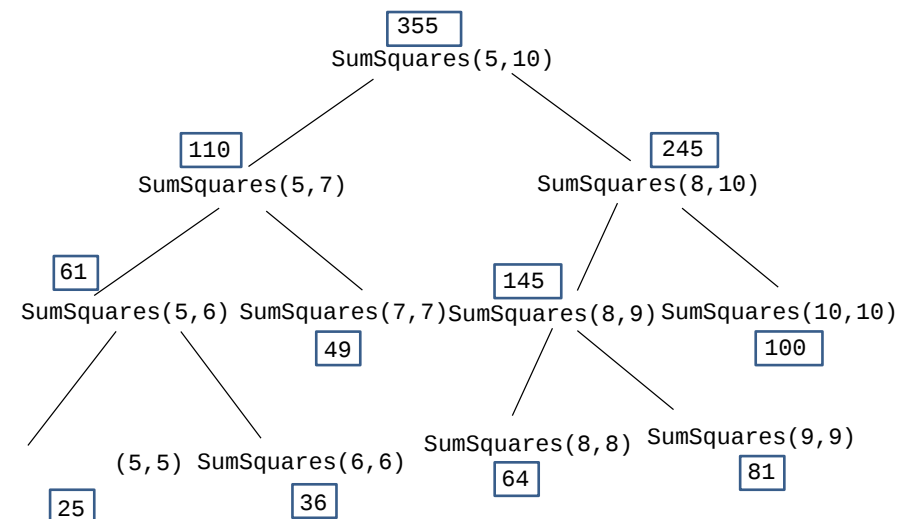 355
SumSquares(5,10)
110
245
SumSquares(5,7)
SumSquares(8,10)
61
145
SumSquares(5,6) SumSquares(7,7) SumSquares(8,9) SumSquares(10,10)
49
100
(5,5) SumSquares(6,6) SumSquares(8,8) SumSquares(9,9)
25
36
64
81